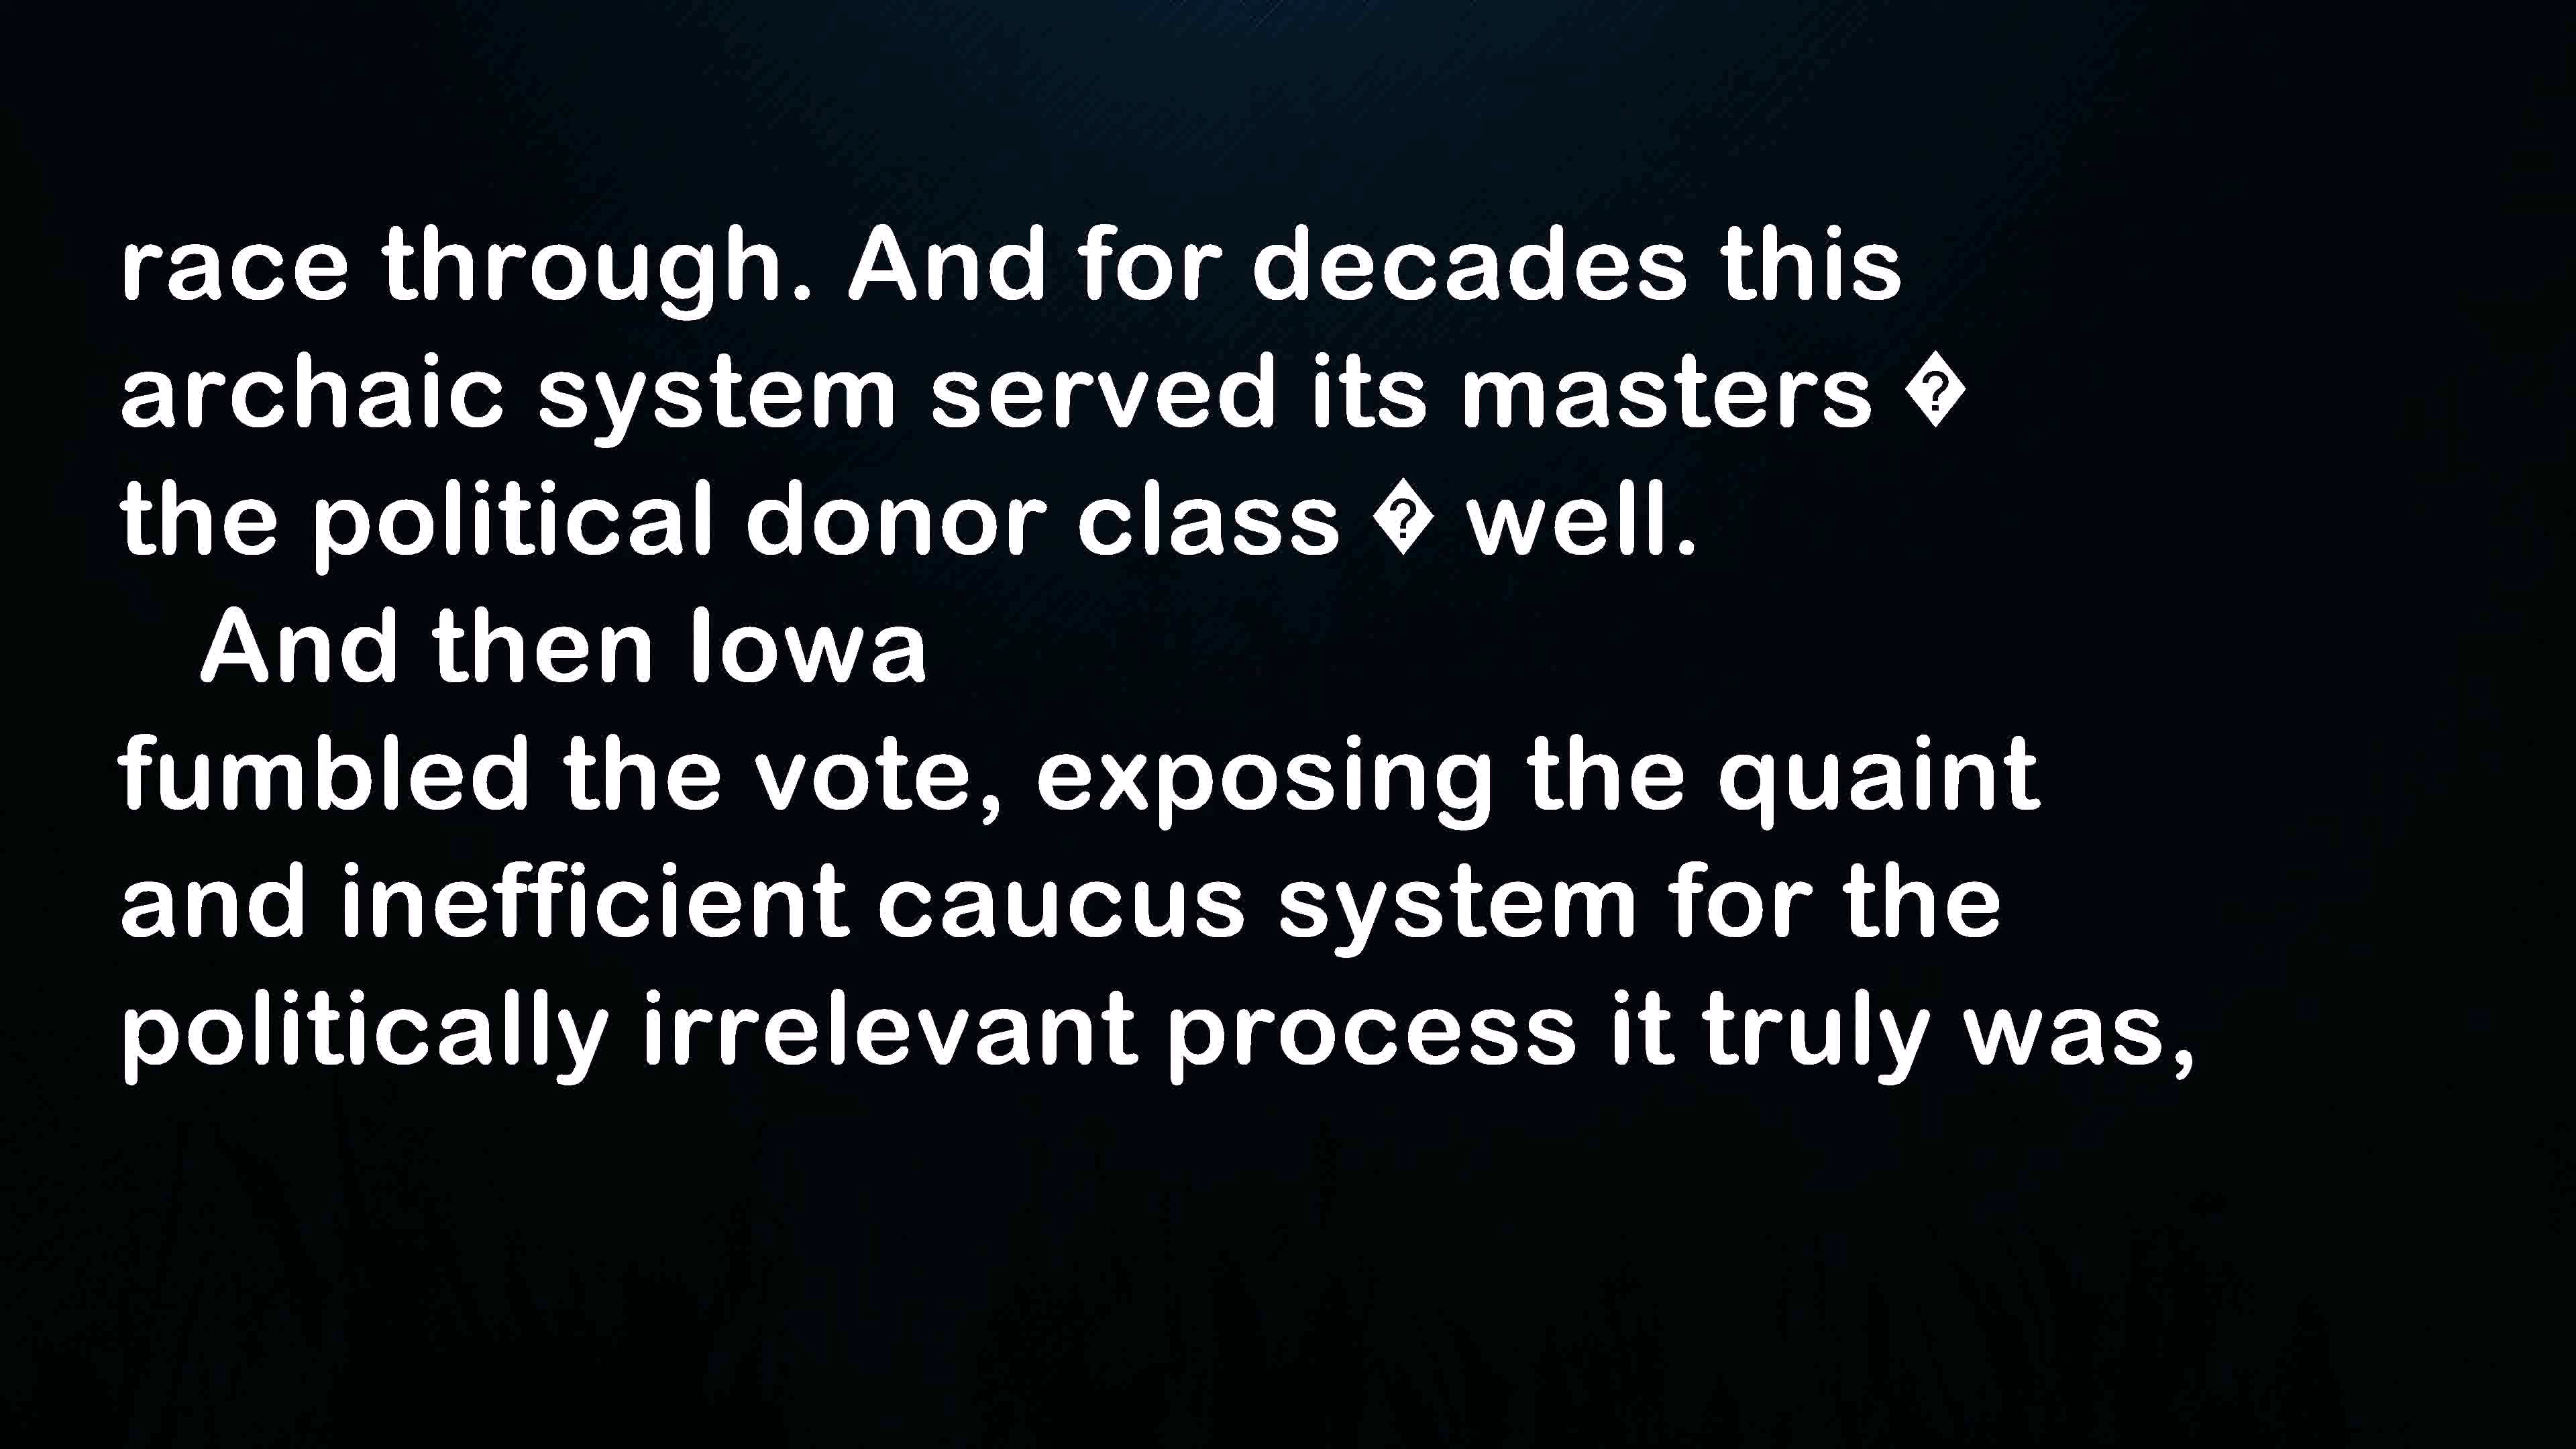 race through. And for decades this
archaic system served its masters �
the political donor class � well.
And then Iowa
fumbled the vote, exposing the quaint
and inefficient caucus system for the
politically irrelevant process it truly was,